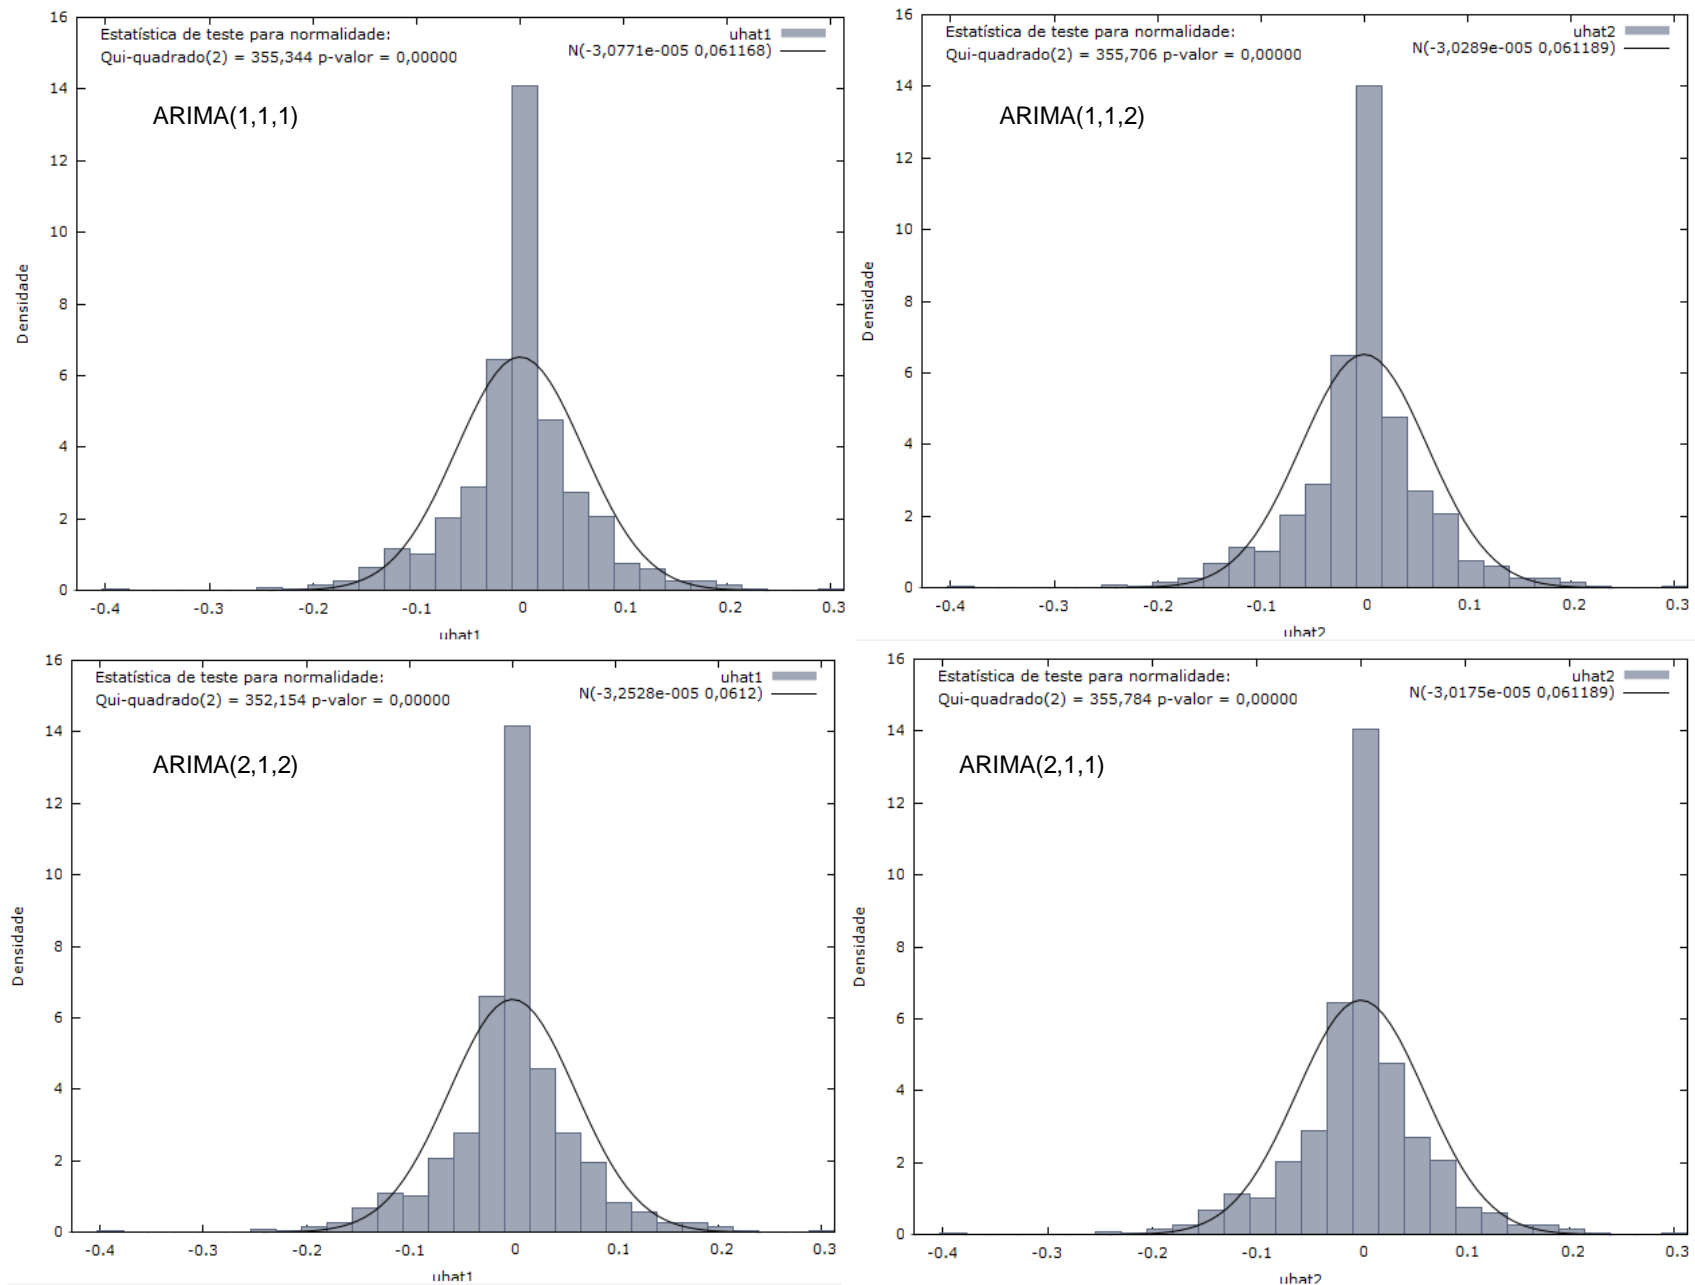 Estatística de teste para normalidade:
Qui-quadrado(2) = 355,344 p-valor = 0,00000
uhat1
N(-3,0771e-005 0,061168)
ARIMA(1,1,1)
16
14
12
10
8
6
4
2
0
Densidade
-0.4 -0.3 -0.2 -0.1 0 0.1 0.2 0.3
uhat1
Estatística de teste para normalidade:
Qui-quadrado(2) = 355,706 p-valor = 0,00000
uhat2
N(-3,0289e-005 0,061189)
ARIMA(1,1,2)
16
14
12
10
8
6
4
2
0
Densidade
-0.4 -0.3 -0.2 -0.1 0 0.1 0.2 0.3
uhat2
Estatística de teste para normalidade:
Qui-quadrado(2) = 352,154 p-valor = 0,00000
uhat1
N(-3,2528e-005 0,0612)
ARIMA(2,1,2)
16
14
12
10
8
6
4
2
0
Densidade
-0.4 -0.3 -0.2 -0.1 0 0.1 0.2 0.3
uhat1
Estatística de teste para normalidade:
Qui-quadrado(2) = 355,784 p-valor = 0,00000
uhat2
N(-3,0175e-005 0,061189)
ARIMA(2,1,1)
16
14
12
10
8
6
4
2
0
Densidade
-0.4 -0.3 -0.2 -0.1 0 0.1 0.2 0.3
uhat2